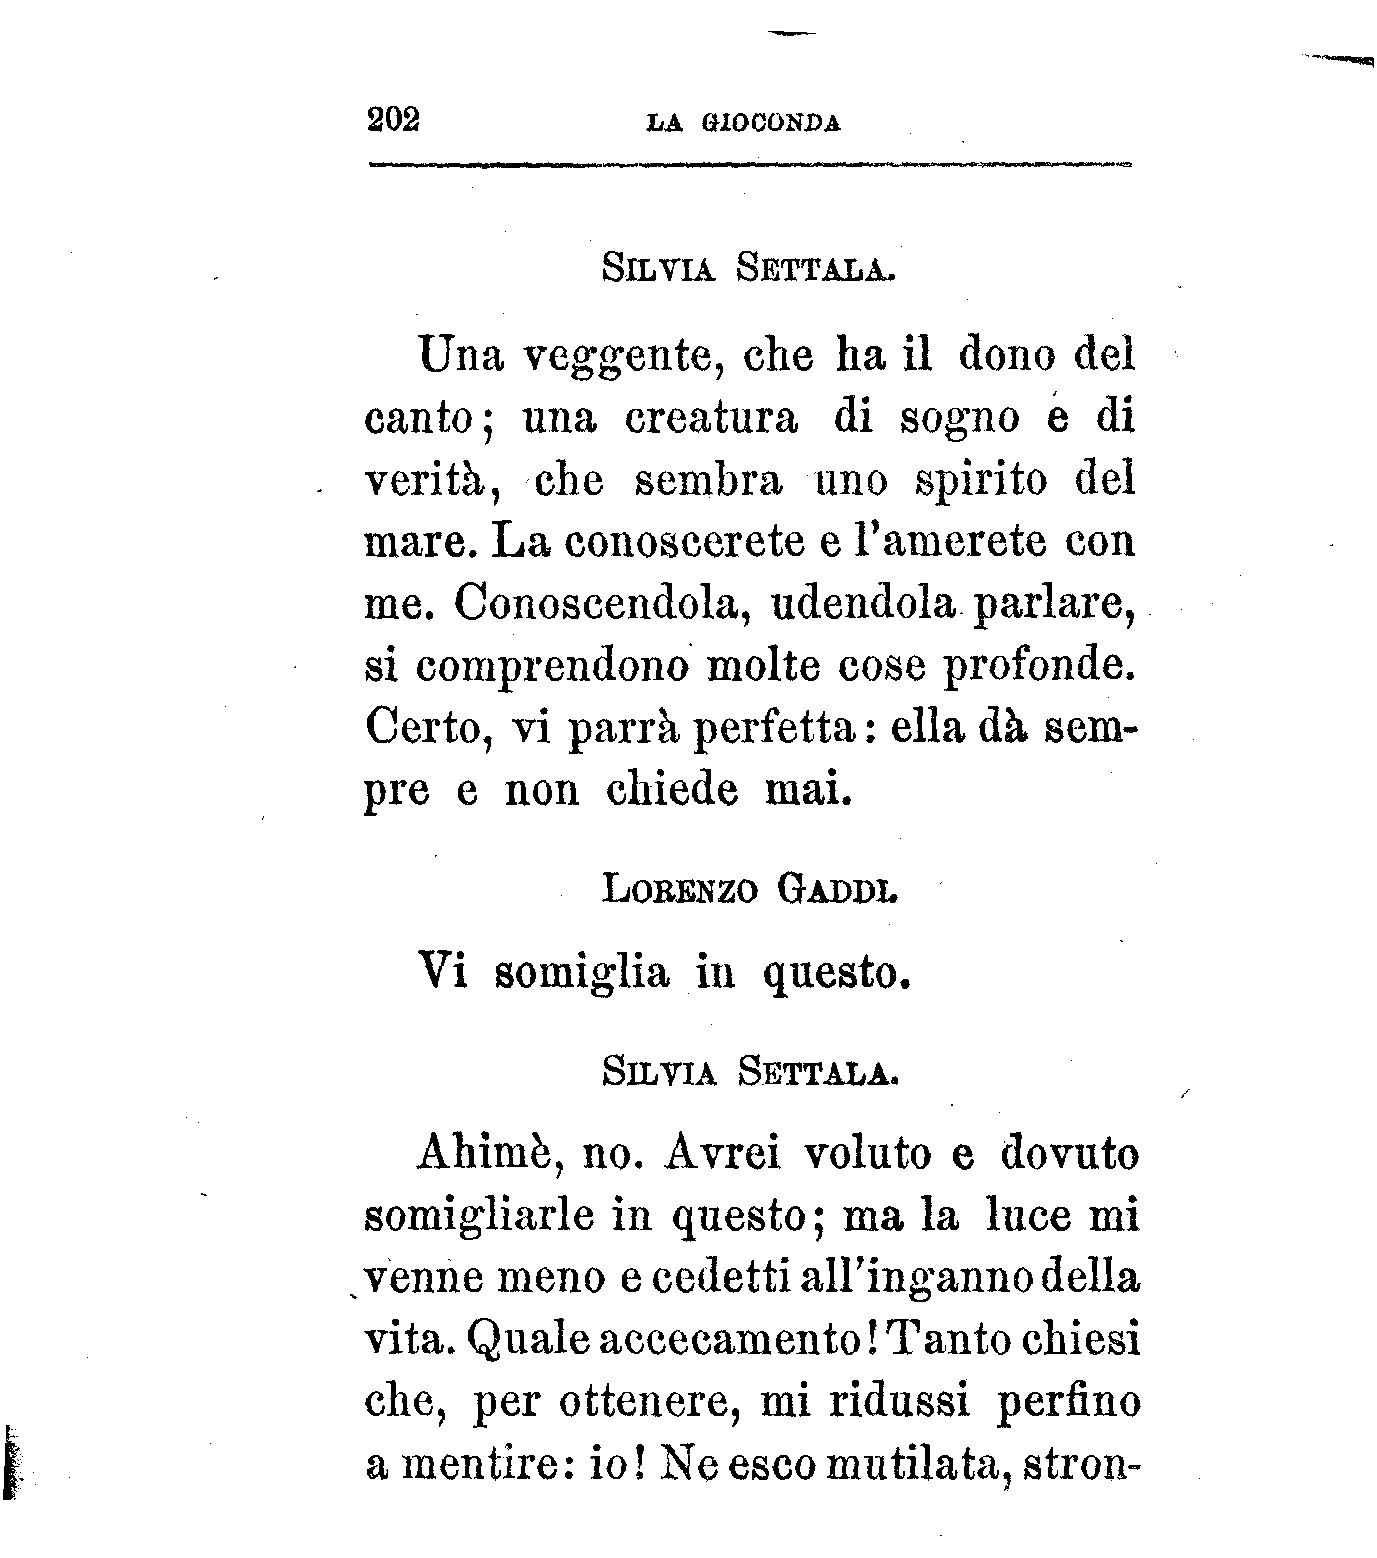 202 LA GIOCONDA
SILVIA SETTALA.
Una veggente, che ha il dono del
canto; una creatura di sogno e di
verità, che sembra uno spirito del
mare. La conoscerete e l'amerete con
me. Conoscendola, udendola parlare,
si comprendono molte cose profonde.
Certo, vi parrà perfetta: ella dà sem-
pre e non chiede mai.
LORENZO GADDI.
Vi somiglia in questo.
SILVIA SETTALA.
Ahimè, no. Avrei voluto e dovuto
somigliarle in questo; ma la luce mi
venne meno e cedetti all'inganno della
vita. Quale accecamento! Tanto chiesi
che, per ottenere, mi ridussi perfino
a mentire: io! Ne esco mutilata, stron-